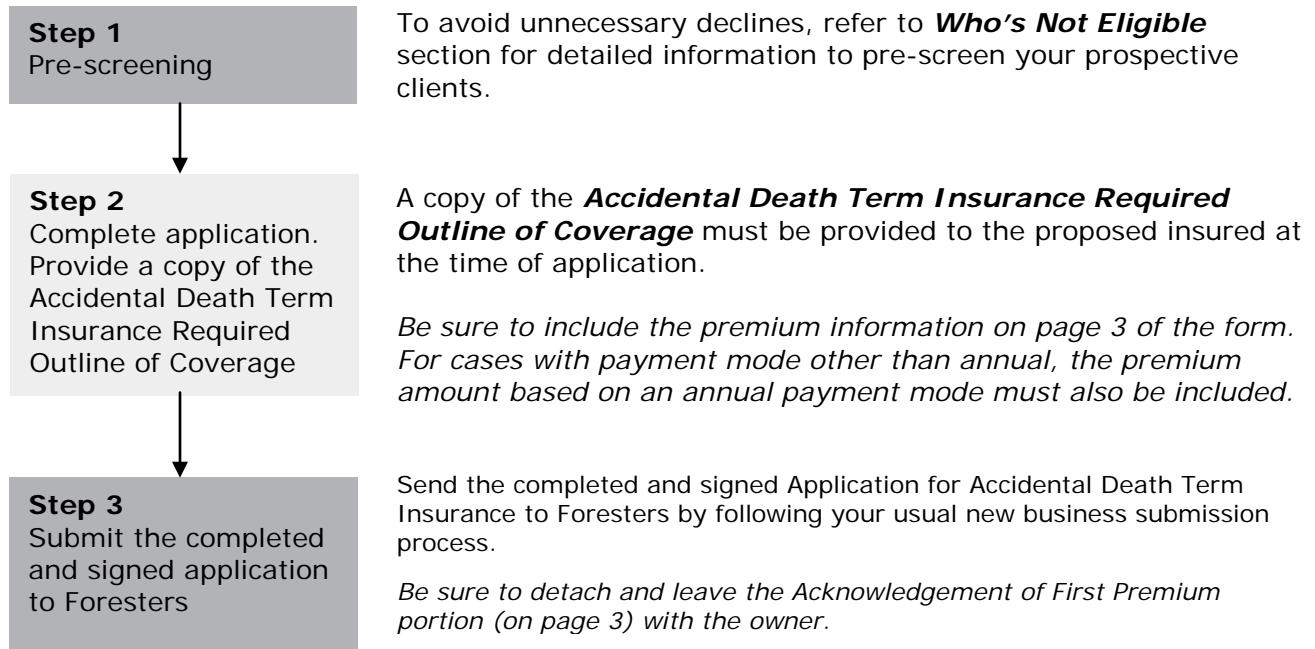 Step 1
Pre-screening
To avoid unnecessary declines, refer to Who's Not Eligible
section for detailed information to pre-screen your prospective
clients.
Step 2
Complete application.
Provide a copy of the
Accidental Death Term
Insurance Required
Outline of Coverage
A copy of the Accidental Death Term Insurance Required
Outline of Coverage must be provided to the proposed insured at
the time of application.
Be sure to include the premium information on page 3 of the form.
For cases with payment mode other than annual, the premium
amount based on an annual payment mode must also be included.
Step 3
Submit the completed
and signed application
to Foresters
Send the completed and signed Application for Accidental Death Term
Insurance to Foresters by following your usual new business submission
process.
Be sure to detach and leave the Acknowledgement of First Premium
portion (on page 3) with the owner.